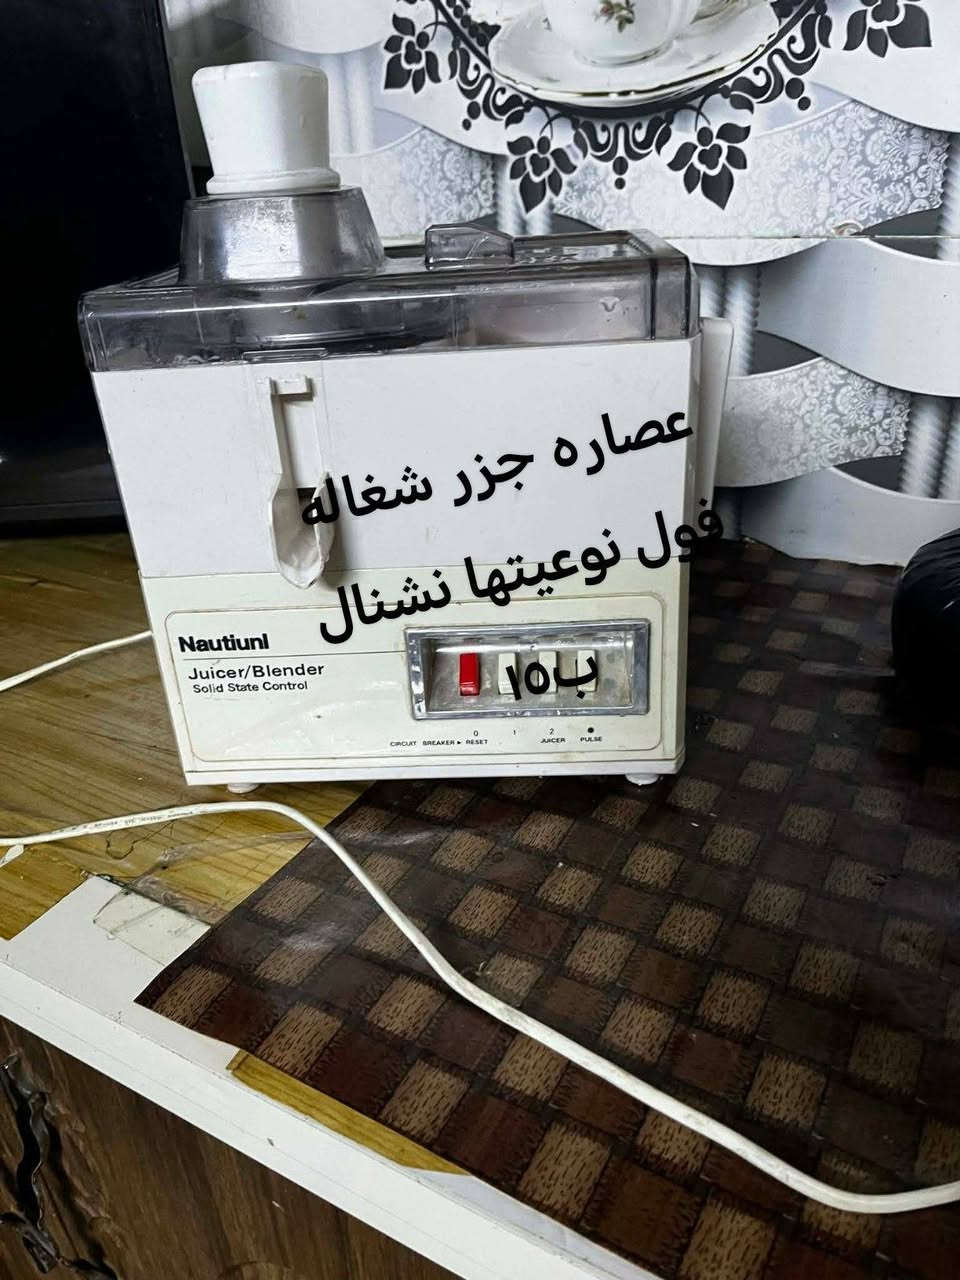 عصاره جزر شغاله
فول نوعيتها نشنال
ب١٥
Nautiunl
Juicer/Blender
Solid State Control
0 1 2
CIRCUIT BREAKER ▸ RESET JUICER PULSE